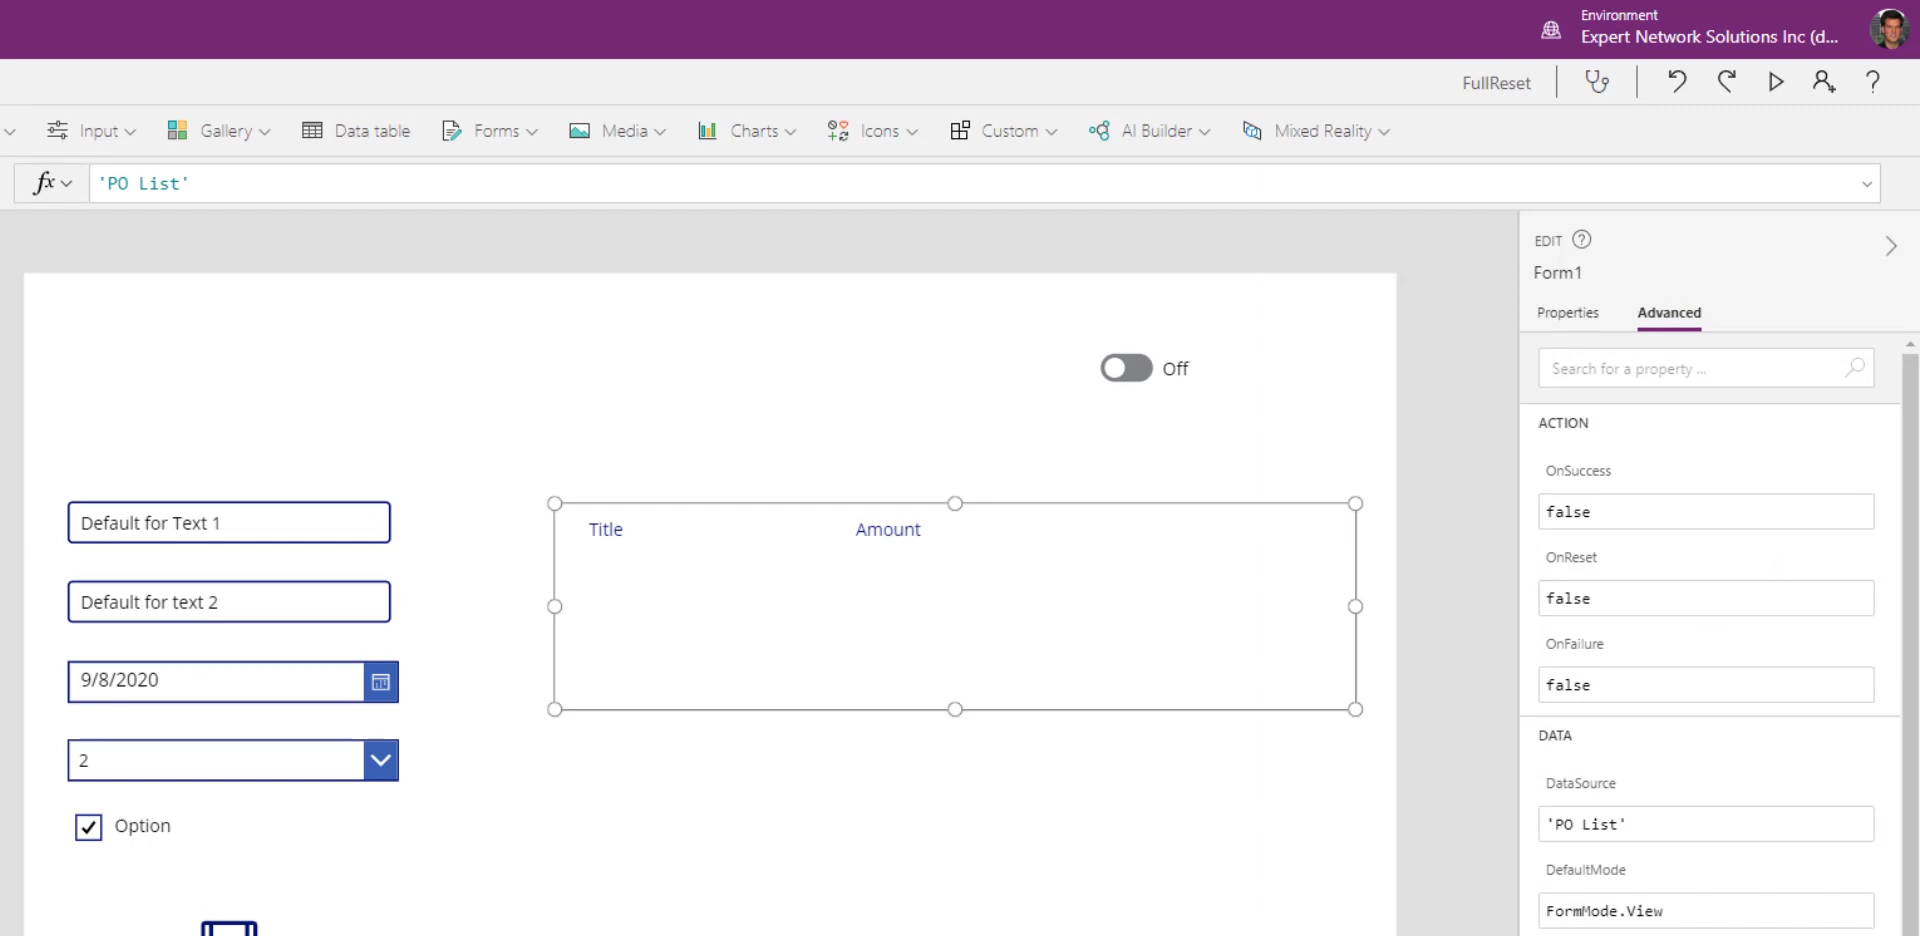 Environment
Expert Network Solutions Inc (d...
FullReset
Input
Gallery
Data table
Forms
Media
Charts
Icons
Custom
AI Builder
Mixed Reality
fx
'PO List'
EDIT
Form1
Properties
Advanced
Search for a property ...
ACTION
OnSuccess
false
OnReset
false
OnFailure
false
DATA
DataSource
'PO List'
DefaultMode
FormMode.View
Off
Default for Text 1
Title
Amount
Default for text 2
9/8/2020
2
Option